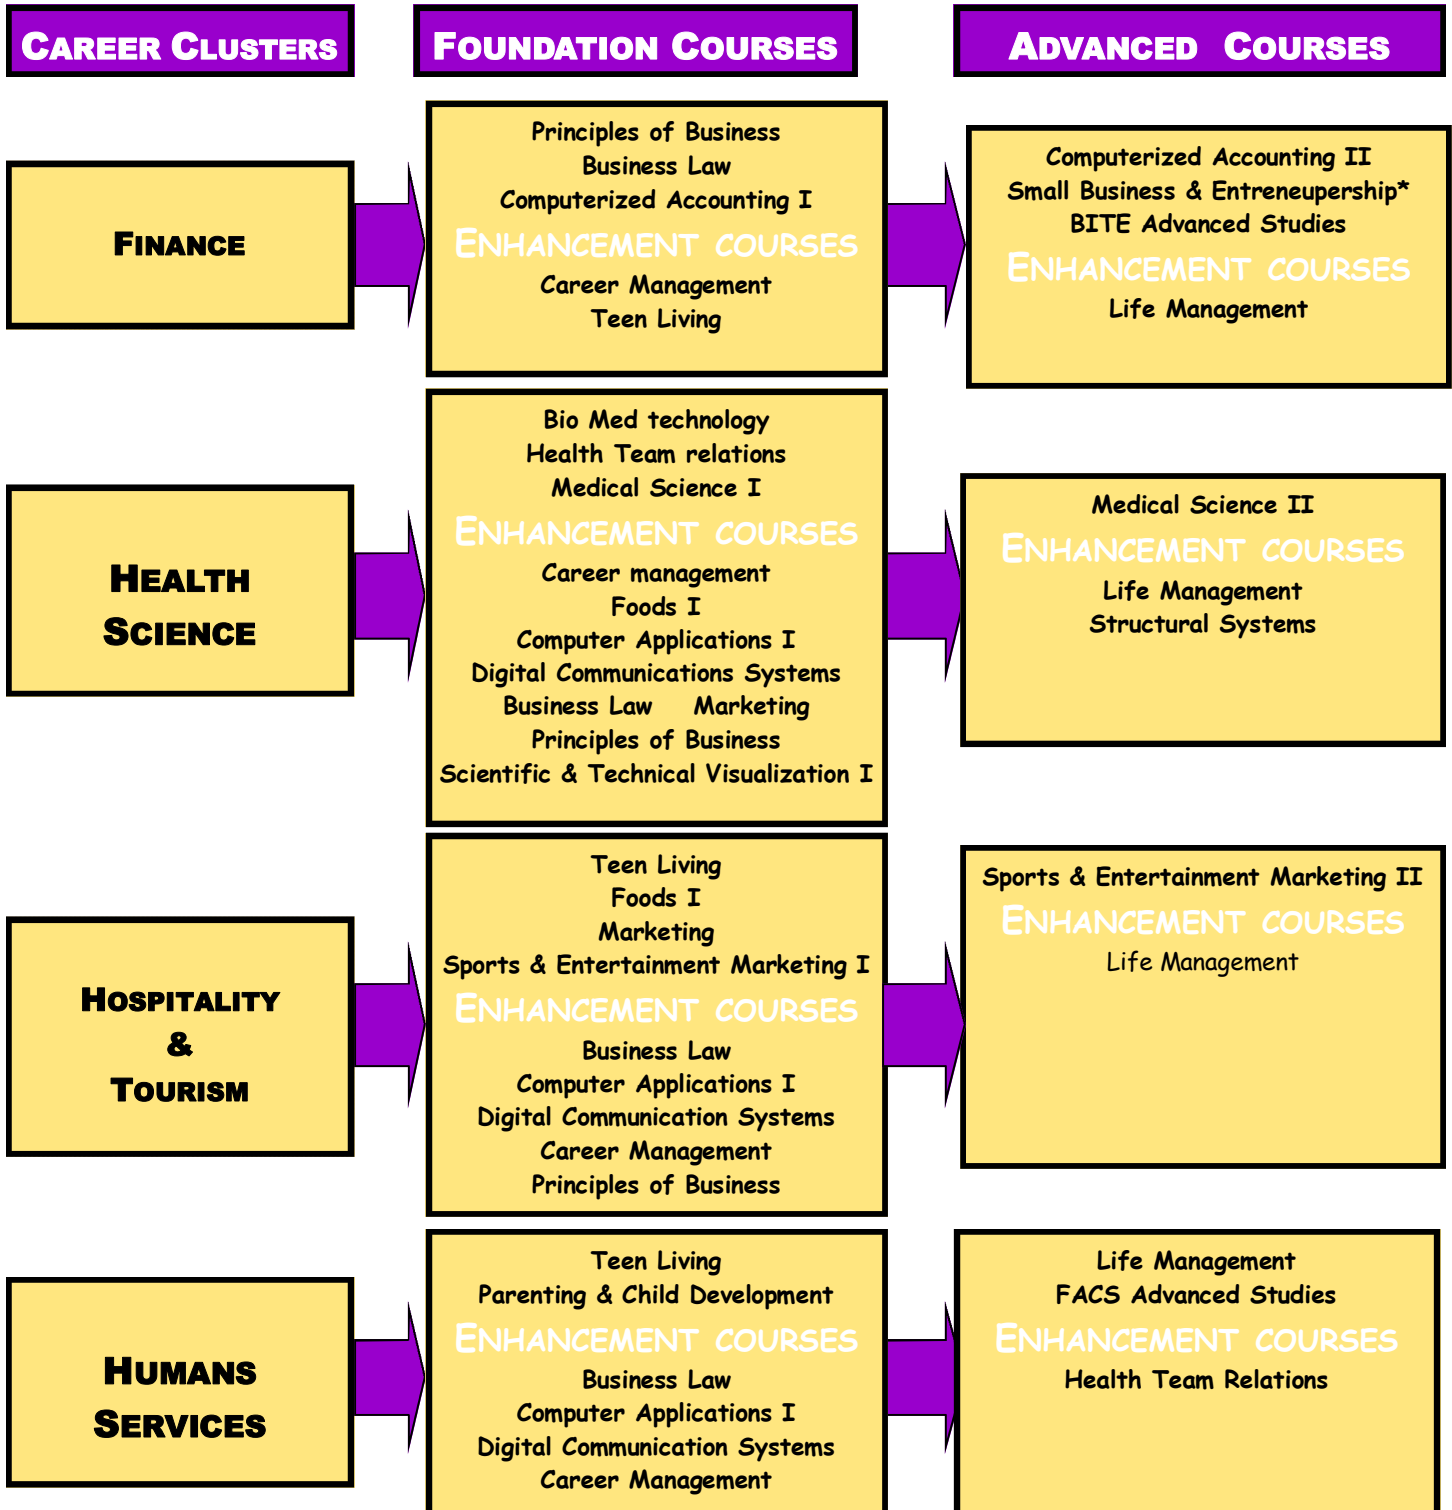 CAREER CLUSTERS
FOUNDATION COURSES
ADVANCED COURSES
FINANCE
Principles of Business
Business Law
Computerized Accounting I
ENHANCEMENT COURSES
Career Management
Teen Living
Computerized Accounting II
Small Business & Entreneupership*
BITE Advanced Studies
ENHANCEMENT COURSES
Life Management
HEALTH
SCIENCE
Bio Med technology
Health Team relations
Medical Science I
ENHANCEMENT COURSES
Career management
Foods I
Computer Applications I
Digital Communications Systems
Business Law Marketing
Principles of Business
Scientific & Technical Visualization I
Medical Science II
ENHANCEMENT COURSES
Life Management
Structural Systems
HOSPITALITY
&
TOURISM
Teen Living
Foods I
Marketing
Sports & Entertainment Marketing I
ENHANCEMENT COURSES
Business Law
Computer Applications I
Digital Communication Systems
Career Management
Principles of Business
Sports & Entertainment Marketing II
ENHANCEMENT COURSES
Life Management
HUMANS
SERVICES
Teen Living
Parenting & Child Development
ENHANCEMENT COURSES
Business Law
Computer Applications I
Digital Communication Systems
Career Management
Life Management
FACS Advanced Studies
ENHANCEMENT COURSES
Health Team Relations